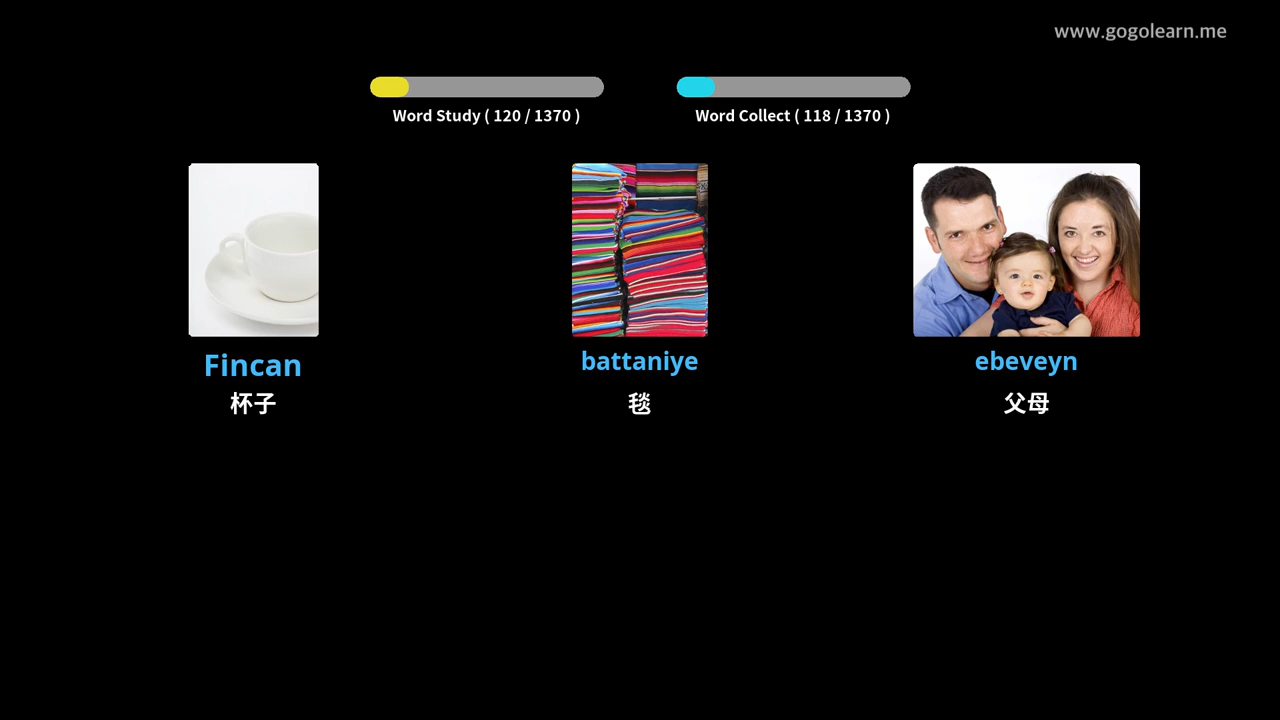 www.gogolearn.me
Word Study ( 120 / 1370 )
Word Collect ( 118 / 1370 )
Fincan
杯子
battaniye
毯
ebeveyn
父母